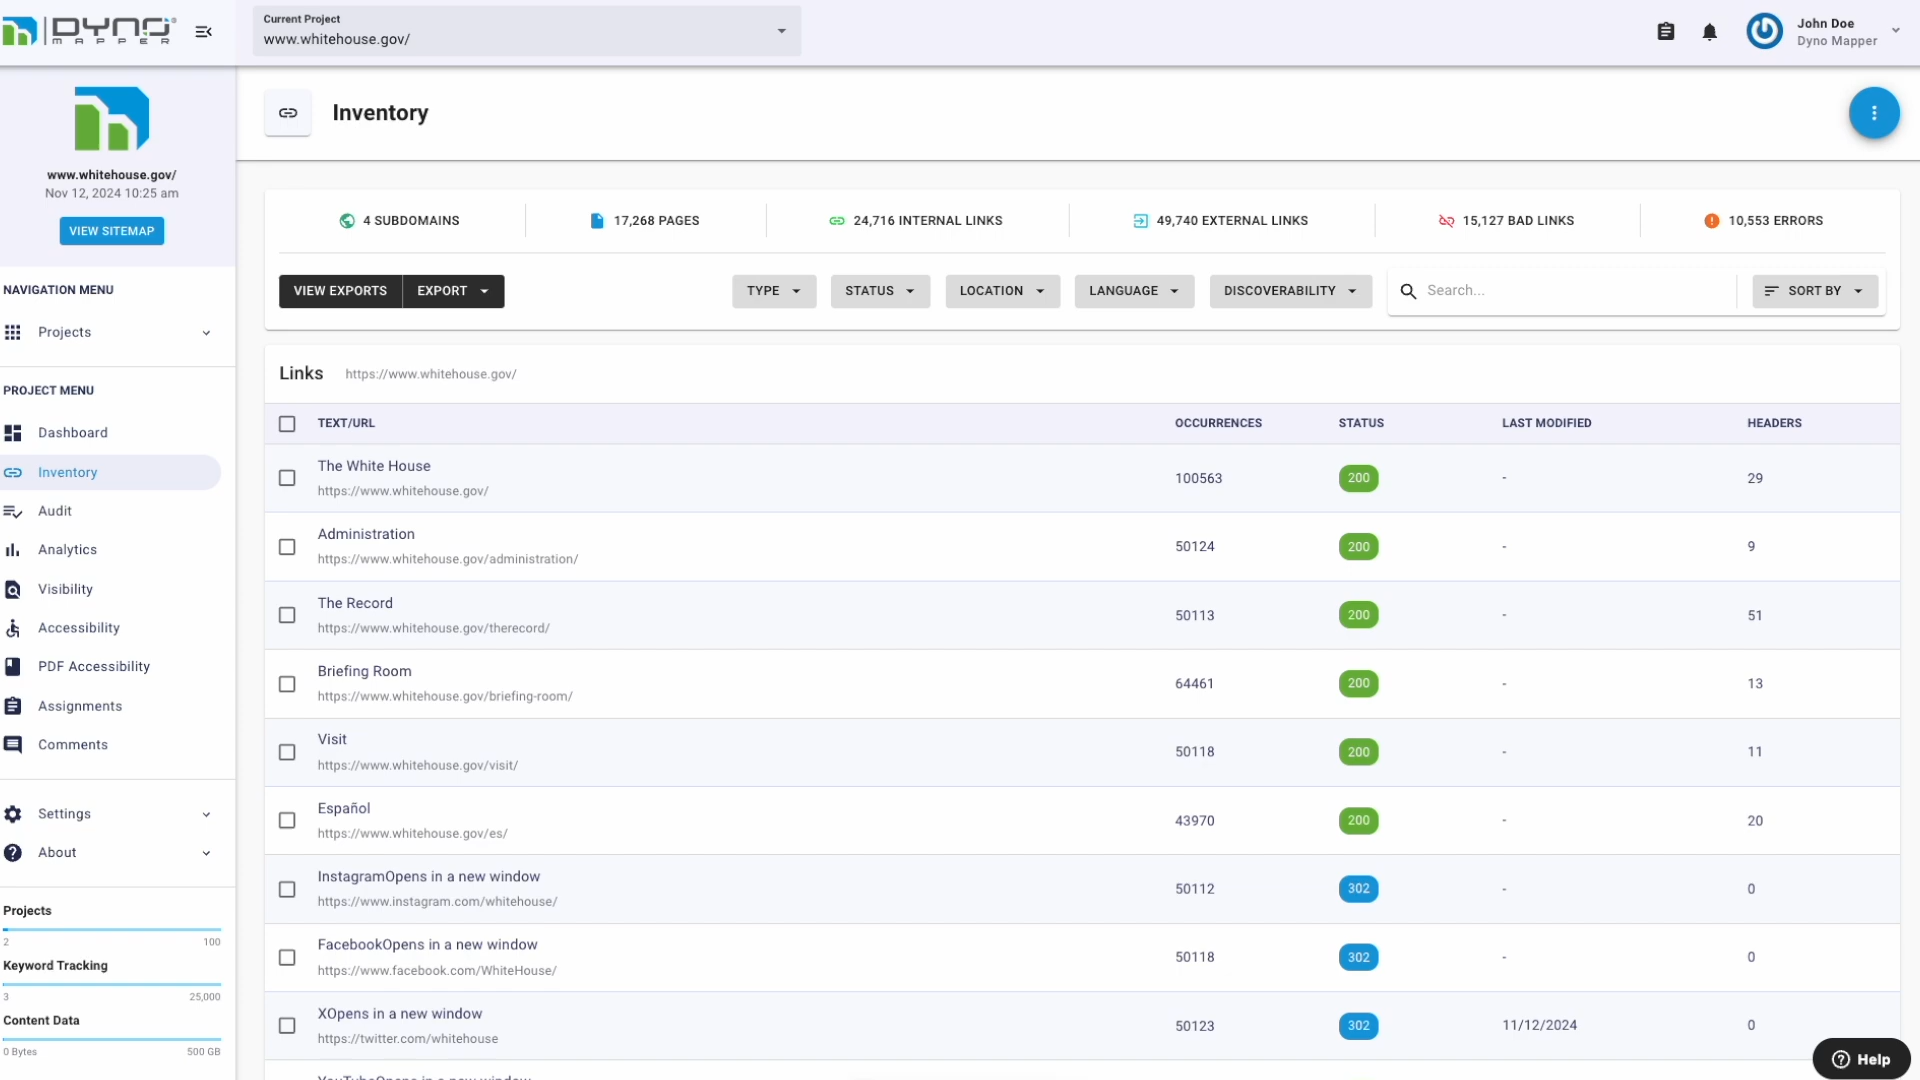 DYNO
MAPPER
Current Project
www.whitehouse.gov/
John Doe
Dyno Mapper
www.whitehouse.gov/
Nov 12, 2024 10:25 am
VIEW SITEMAP
NAVIGATION MENU
Projects
PROJECT MENU
Dashboard
Inventory
Audit
Analytics
Visibility
Accessibility
PDF Accessibility
Assignments
Comments
Settings
About
Projects
2 100
Keyword Tracking
3 25,000
Content Data
0 Bytes 500 GB
Inventory
4 SUBDOMAINS 17,268 PAGES 24,716 INTERNAL LINKS 49,740 EXTERNAL LINKS 15,127 BAD LINKS 10,553 ERRORS
VIEW EXPORTS EXPORT TYPE STATUS LOCATION LANGUAGE DISCOVERABILITY Search... SORT BY
Links https://www.whitehouse.gov/
TEXT/URL OCCURRENCES STATUS LAST MODIFIED HEADERS
The White House
https://www.whitehouse.gov/
100563 200 - 29
Administration
https://www.whitehouse.gov/administration/
50124 200 - 9
The Record
https://www.whitehouse.gov/therecord/
50113 200 - 51
Briefing Room
https://www.whitehouse.gov/briefing-room/
64461 200 - 13
Visit
https://www.whitehouse.gov/visit/
50118 200 - 11
Español
https://www.whitehouse.gov/es/
43970 200 - 20
InstagramOpens in a new window
https://www.instagram.com/whitehouse/
50112 302 - 0
FacebookOpens in a new window
https://www.facebook.com/WhiteHouse/
50118 302 - 0
XOpens in a new window
https://twitter.com/whitehouse
50123 302 11/12/2024 0
YouTubeOpens in a new window
Help